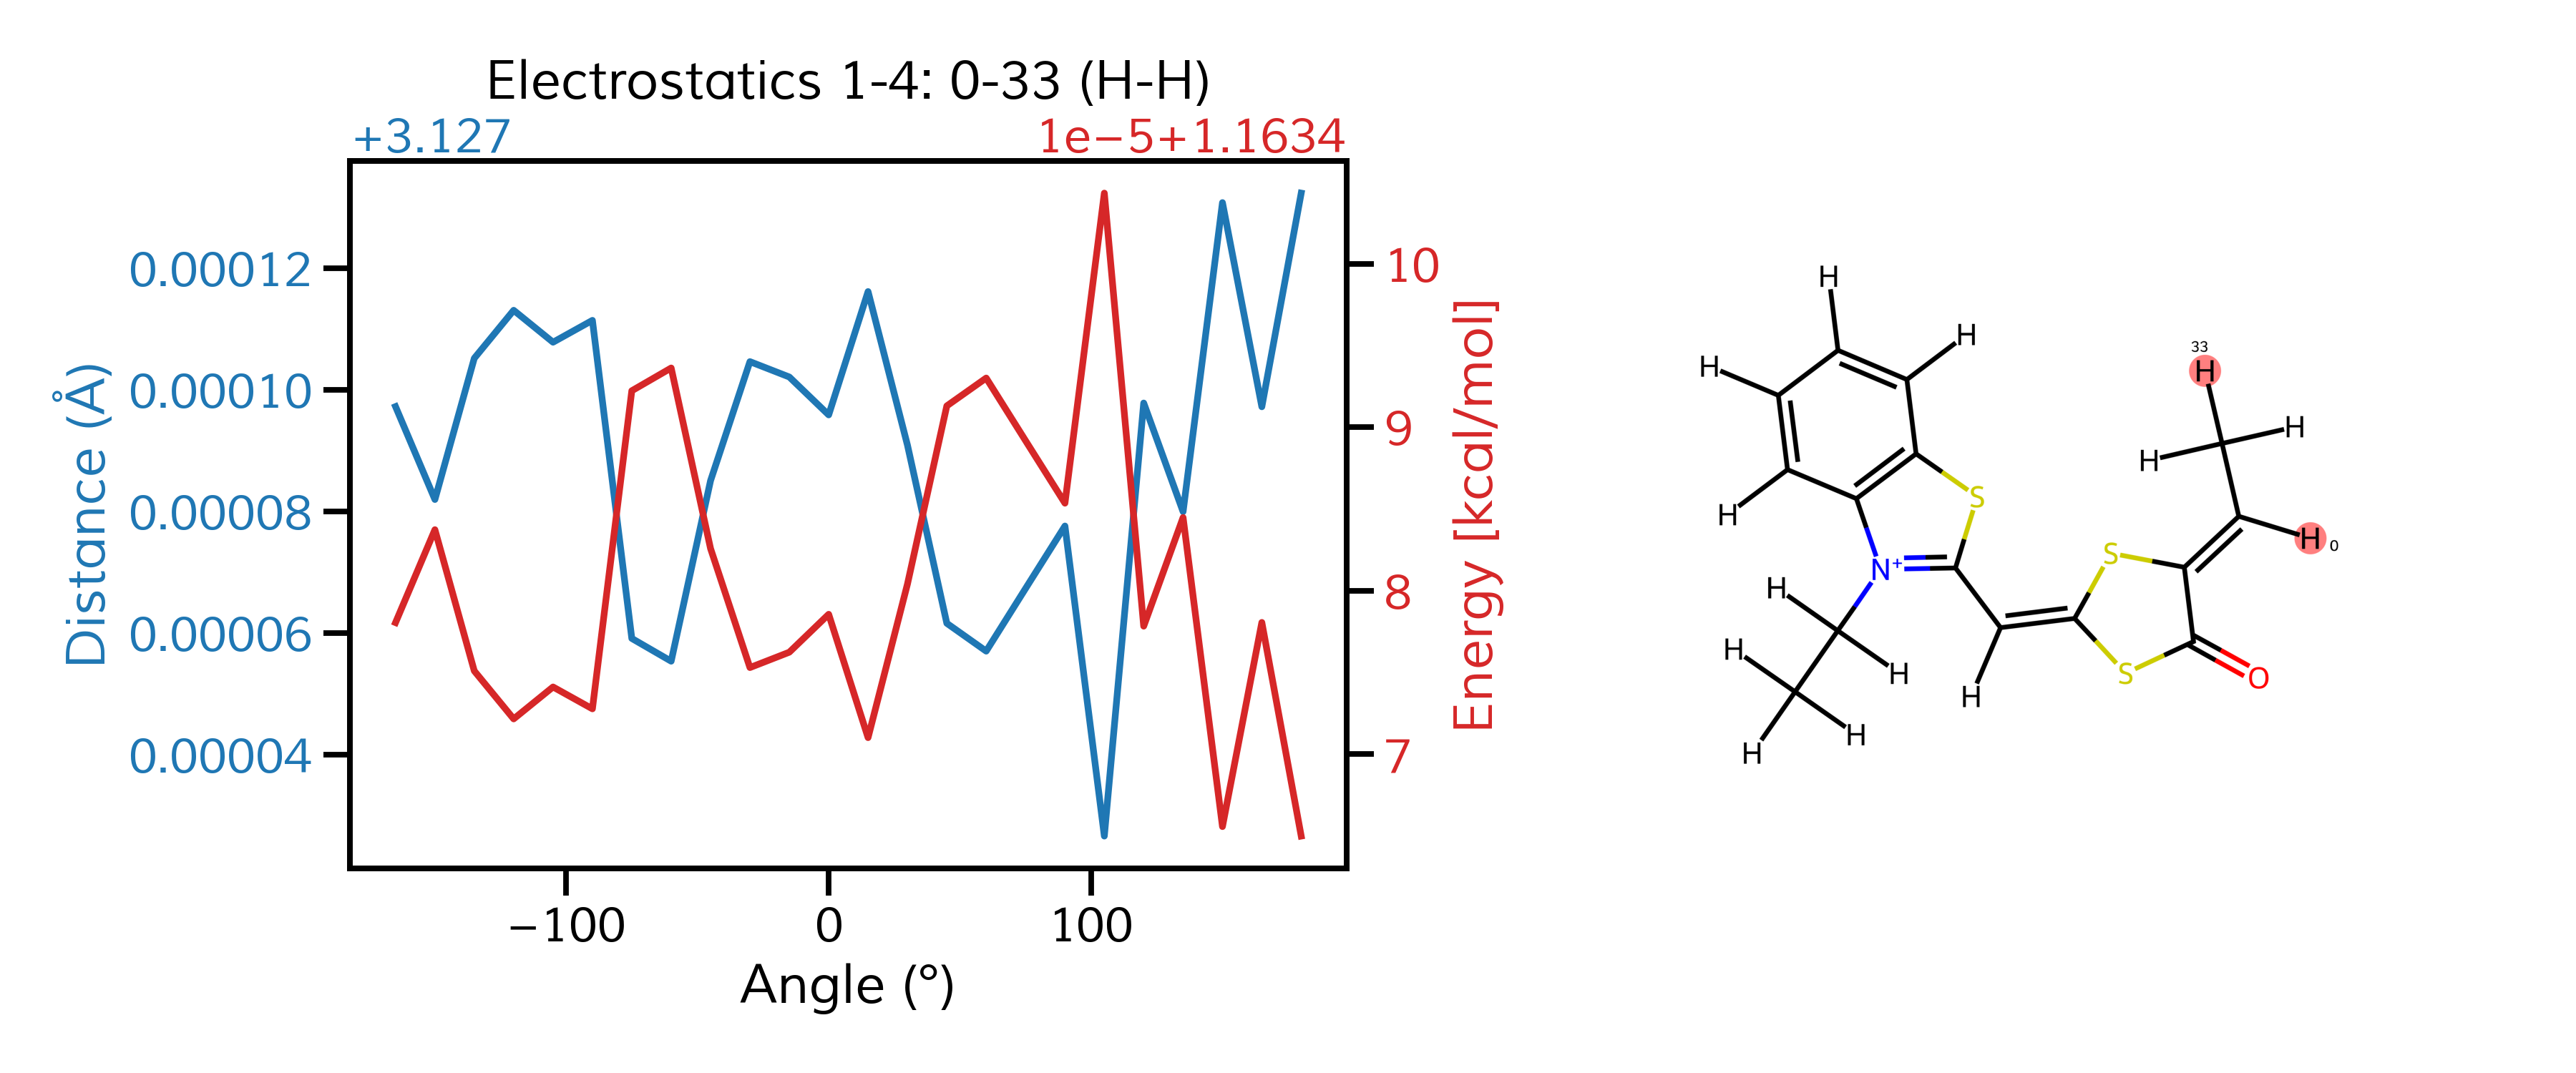 Electrostatics 1-4: 0-33 (H-H)
+3.127
1e−5+1.1634
0.00012
0.00010
0.00008
0.00006
0.00004
Distance (Å)
10
9
8
7
Energy [kcal/mol]
−100
0
100
Angle (°)
H
H
H
H
S
N+
H
H
H
H
H
H
S
S
O
33
H
H
H
H 0